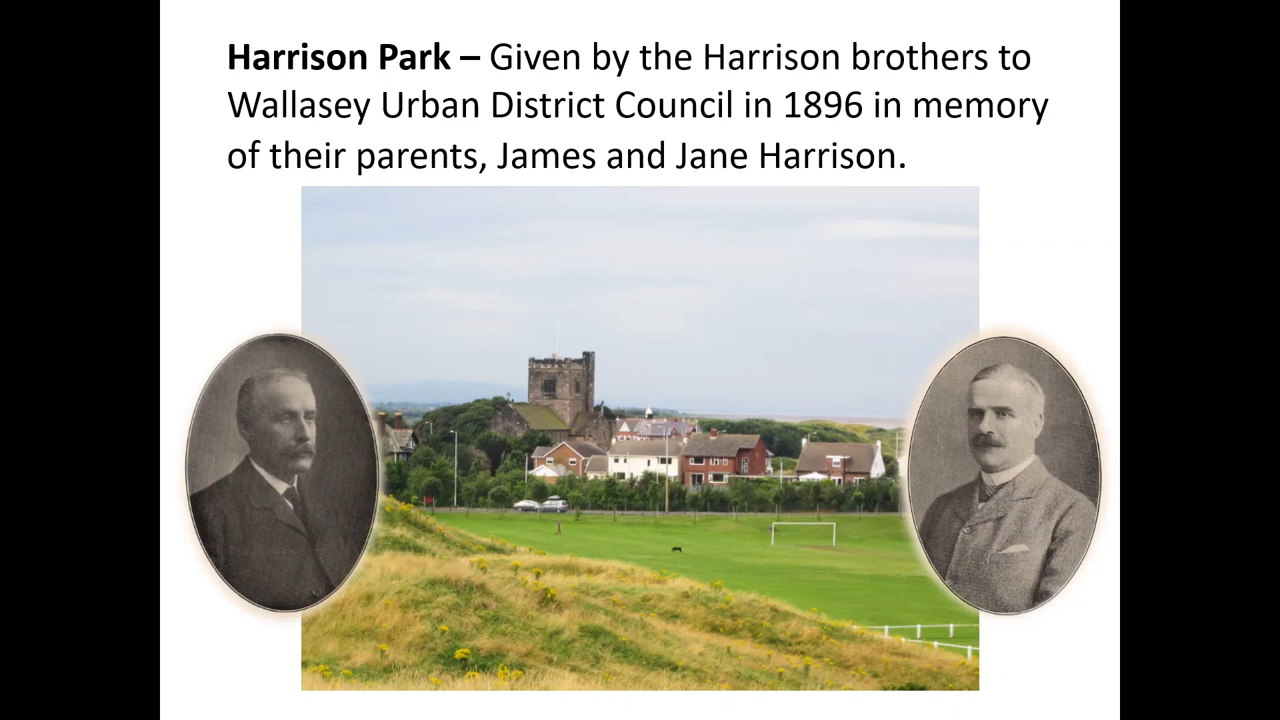 Harrison Park – Given by the Harrison brothers to
Wallasey Urban District Council in 1896 in memory
of their parents, James and Jane Harrison.